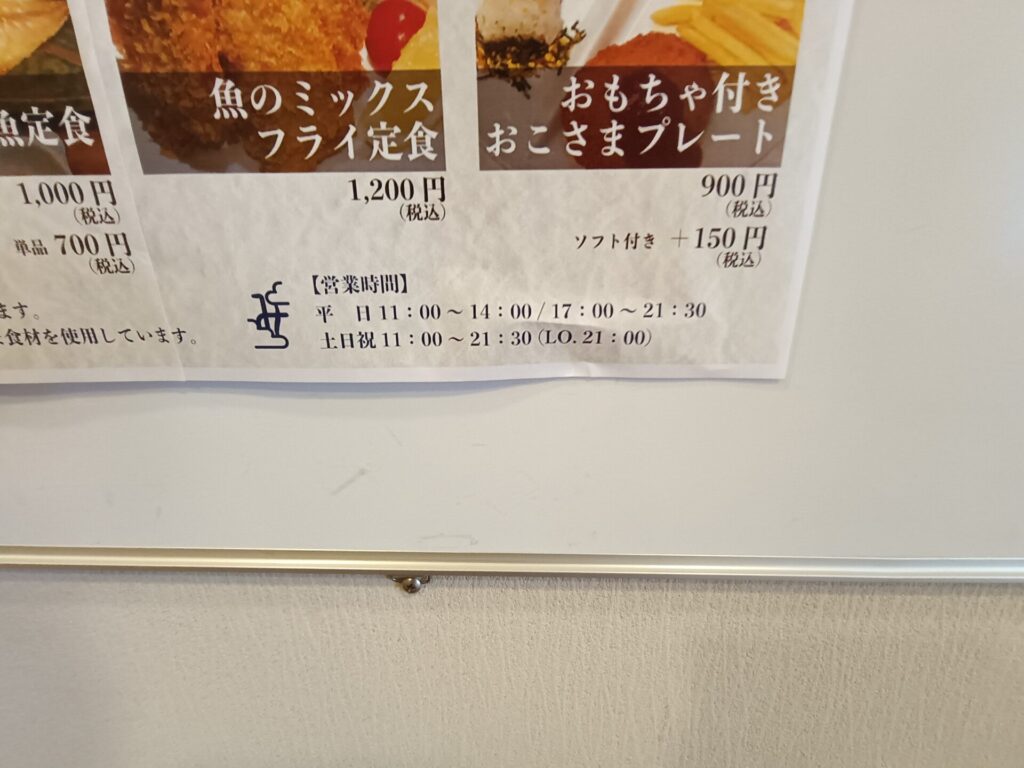 魚定食
1,000円
(税込)
単品 700円
(税込)
魚のミックス
フライ定食
1,200円
(税込)
おもちゃ付き
おこさまプレート
900円
(税込)
ソフト付き +150円
(税込)
ます。
食材を使用しています。
【営業時間】
平 日 11:00〜14:00/17:00〜21:30
土日祝 11:00〜21:30(LO. 21:00)